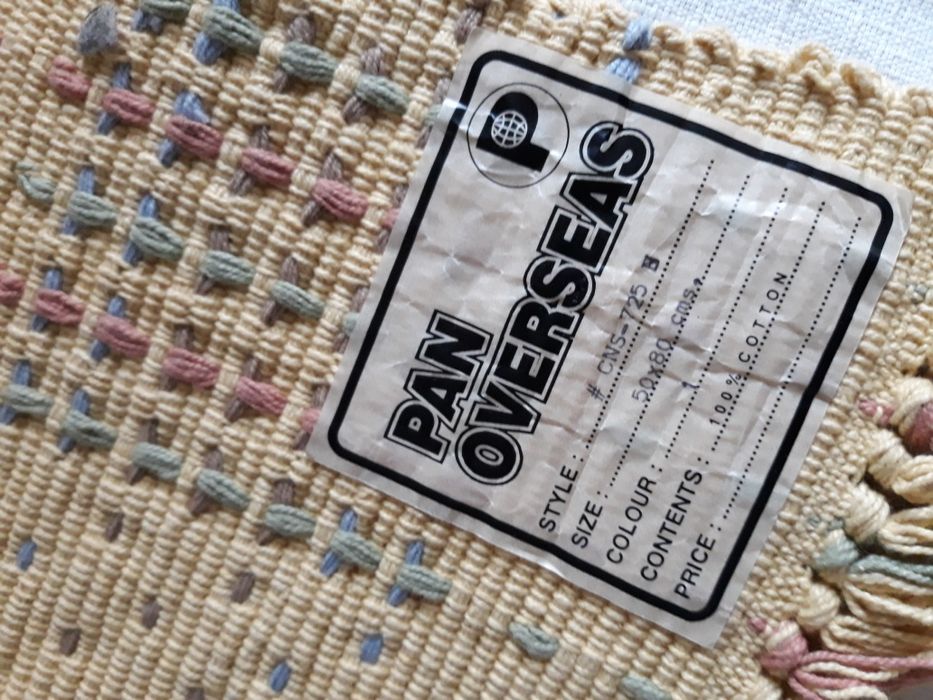 P
PAN
OVERSEAS
STYLE : # CNS-725 H
SIZE : 50x80 cms.
COLOUR : 1
CONTENTS : 100% COTTON
PRICE :